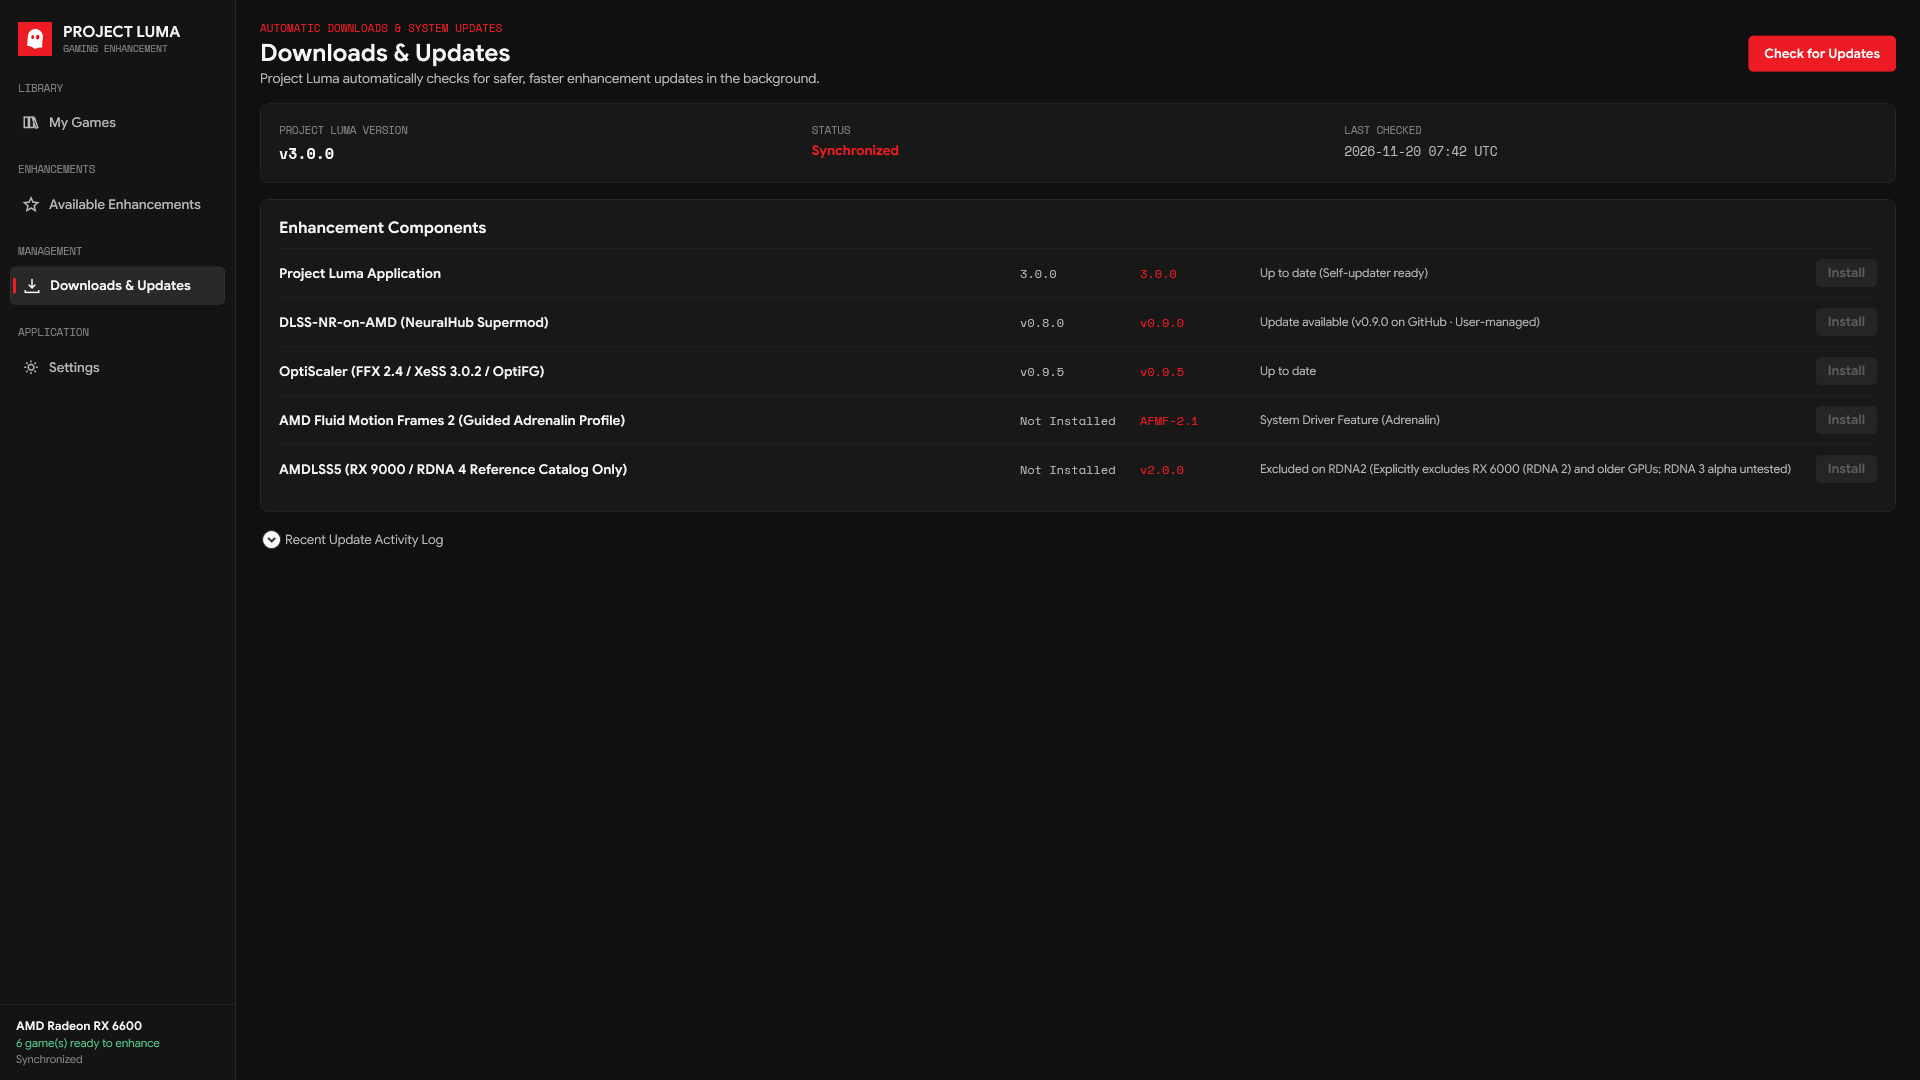 PROJECT LUMA
GAMING ENHANCEMENT
LIBRARY
My Games
ENHANCEMENTS
Available Enhancements
MANAGEMENT
Downloads & Updates
APPLICATION
Settings
AMD Radeon RX 6600
6 game(s) ready to enhance
Synchronized
AUTOMATIC DOWNLOADS & SYSTEM UPDATES
Downloads & Updates
Project Luma automatically checks for safer, faster enhancement updates in the background.
Check for Updates
PROJECT LUMA VERSION
v3.0.0
STATUS
Synchronized
LAST CHECKED
2026-11-20 07:42 UTC
Enhancement Components
Project Luma Application 3.0.0 3.0.0 Up to date (Self-updater ready) Install
DLSS-NR-on-AMD (NeuralHub Supermod) v0.8.0 v0.9.0 Update available (v0.9.0 on GitHub · User-managed) Install
OptiScaler (FFX 2.4 / XeSS 3.0.2 / OptiFG) v0.9.5 v0.9.5 Up to date Install
AMD Fluid Motion Frames 2 (Guided Adrenalin Profile) Not Installed AFMF-2.1 System Driver Feature (Adrenalin) Install
AMDLSS5 (RX 9000 / RDNA 4 Reference Catalog Only) Not Installed v2.0.0 Excluded on RDNA2 (Explicitly excludes RX 6000 (RDNA 2) and older GPUs; RDNA 3 alpha untested) Install
Recent Update Activity Log